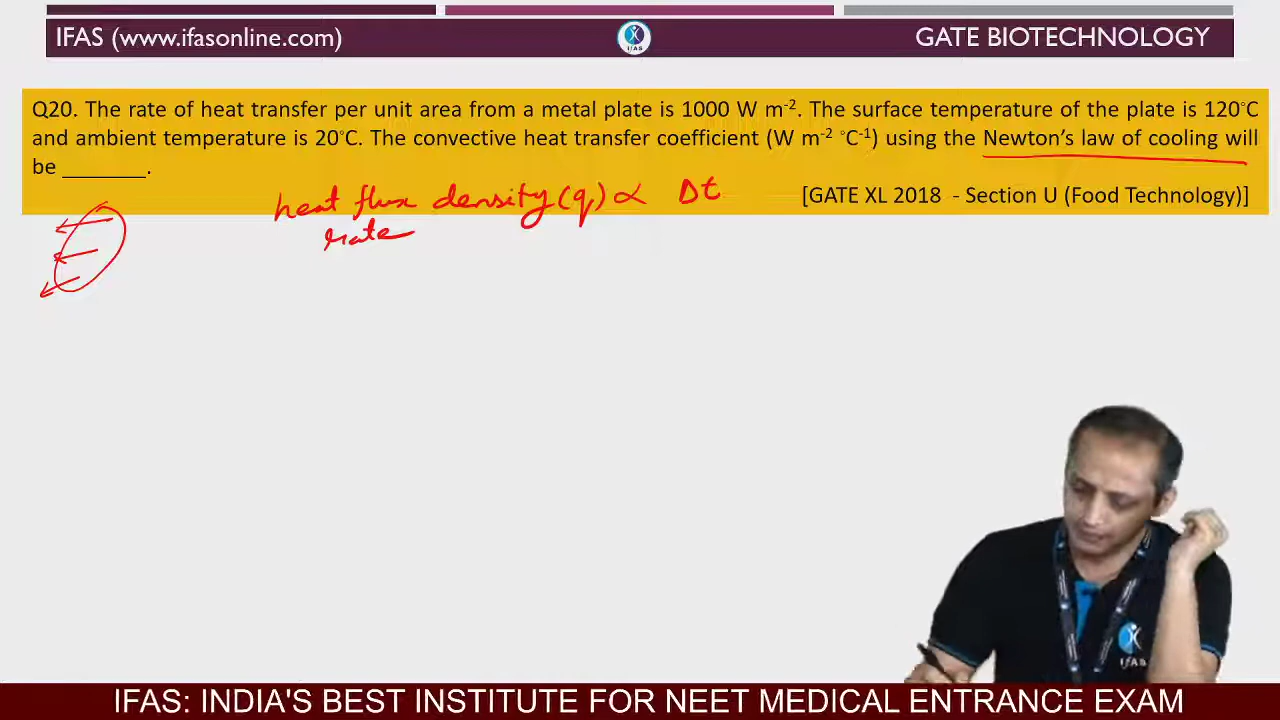 IFAS (www.ifasonline.com)
IFAS
GATE BIOTECHNOLOGY
Q20. The rate of heat transfer per unit area from a metal plate is 1000 W m-2. The surface temperature of the plate is 120°C
and ambient temperature is 20°C. The convective heat transfer coefficient (W m-2 °C-1) using the Newton's law of cooling will
be ________.
[GATE XL 2018 - Section U (Food Technology)]
heat flux density (q) ∝ Δt
rate
IFAS
IFAS: INDIA'S BEST INSTITUTE FOR NEET MEDICAL ENTRANCE EXAM